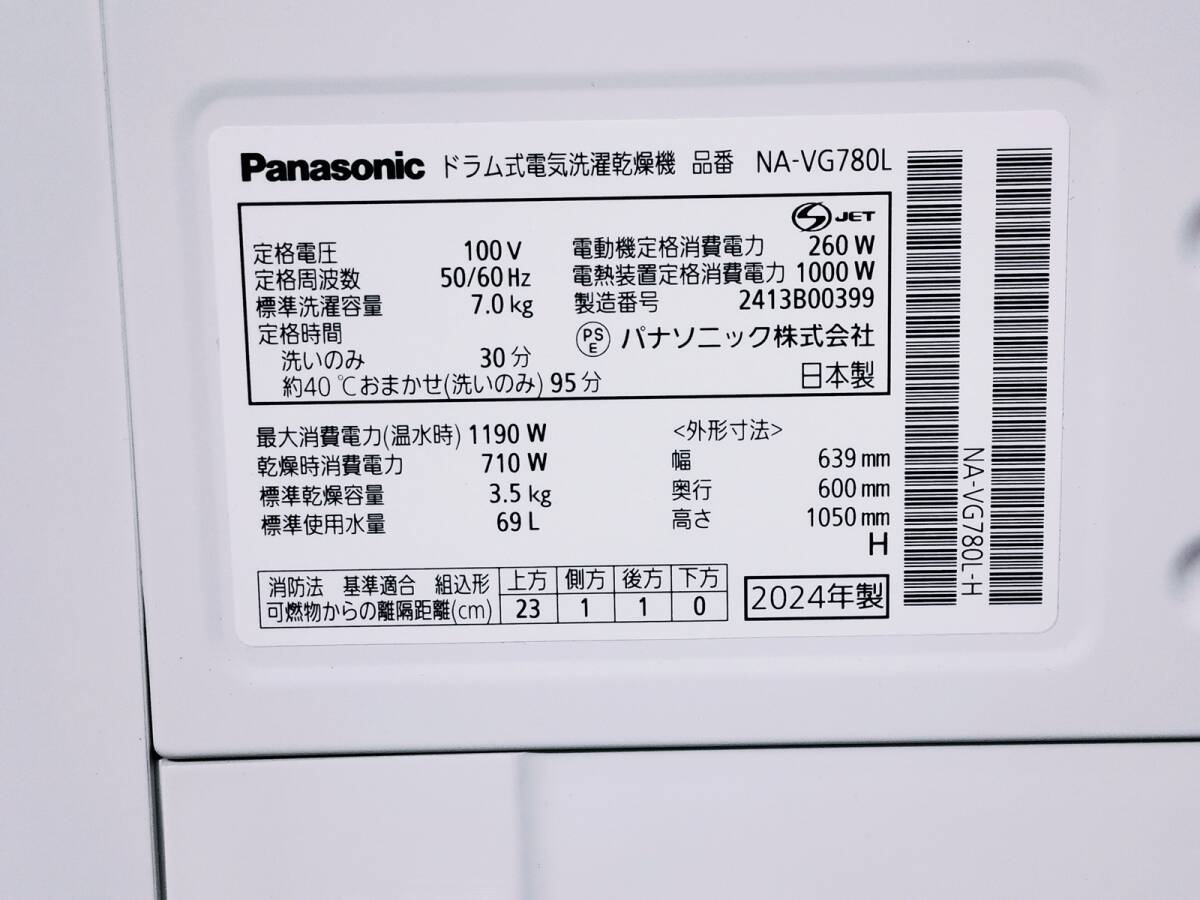 Panasonic ドラム式電気洗濯乾燥機 品番 NA-VG780L
S JET
定格電圧 100 V
定格周波数 50/60 Hz
標準洗濯容量 7.0 kg
定格時間
洗いのみ 30 分
約40 ℃おまかせ(洗いのみ) 95 分
電動機定格消費電力 260 W
電熱装置定格消費電力 1000 W
製造番号 2413B00399
PSE パナソニック株式会社
日本製
最大消費電力(温水時) 1190 W
乾燥時消費電力 710 W
標準乾燥容量 3.5 kg
標準使用水量 69 L
<外形寸法>
幅 639 mm
奥行 600 mm
高さ 1050 mm
H
消防法 基準適合 組込形 上方 側方 後方 下方
可燃物からの離隔距離(cm) 23 1 1 0
2024年製
NA-VG780L-H